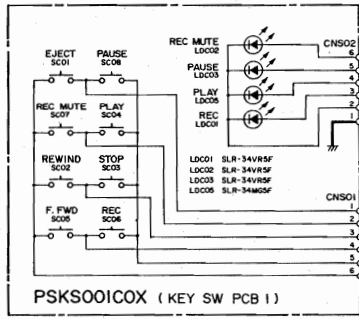 EJECT PAUSE
SC01 SC08
REC MUTE PLAY
SC07 SC04
REWIND STOP
SC02 SC03
F. FWD REC
SC05 SC06
REC MUTE
LDC02
PAUSE
LDC03
PLAY
LDC05
REC
LDC01
CNS02
6
5
4
3
2
1
LDC01 SLR-34VR5F
LDC02 SLR-34VR5F
LDC03 SLR-34VR5F
LDC05 SLR-34MG5F
CNS01
1
2
3
4
5
6
PSKS001COX ( KEY SW PCB 1 )